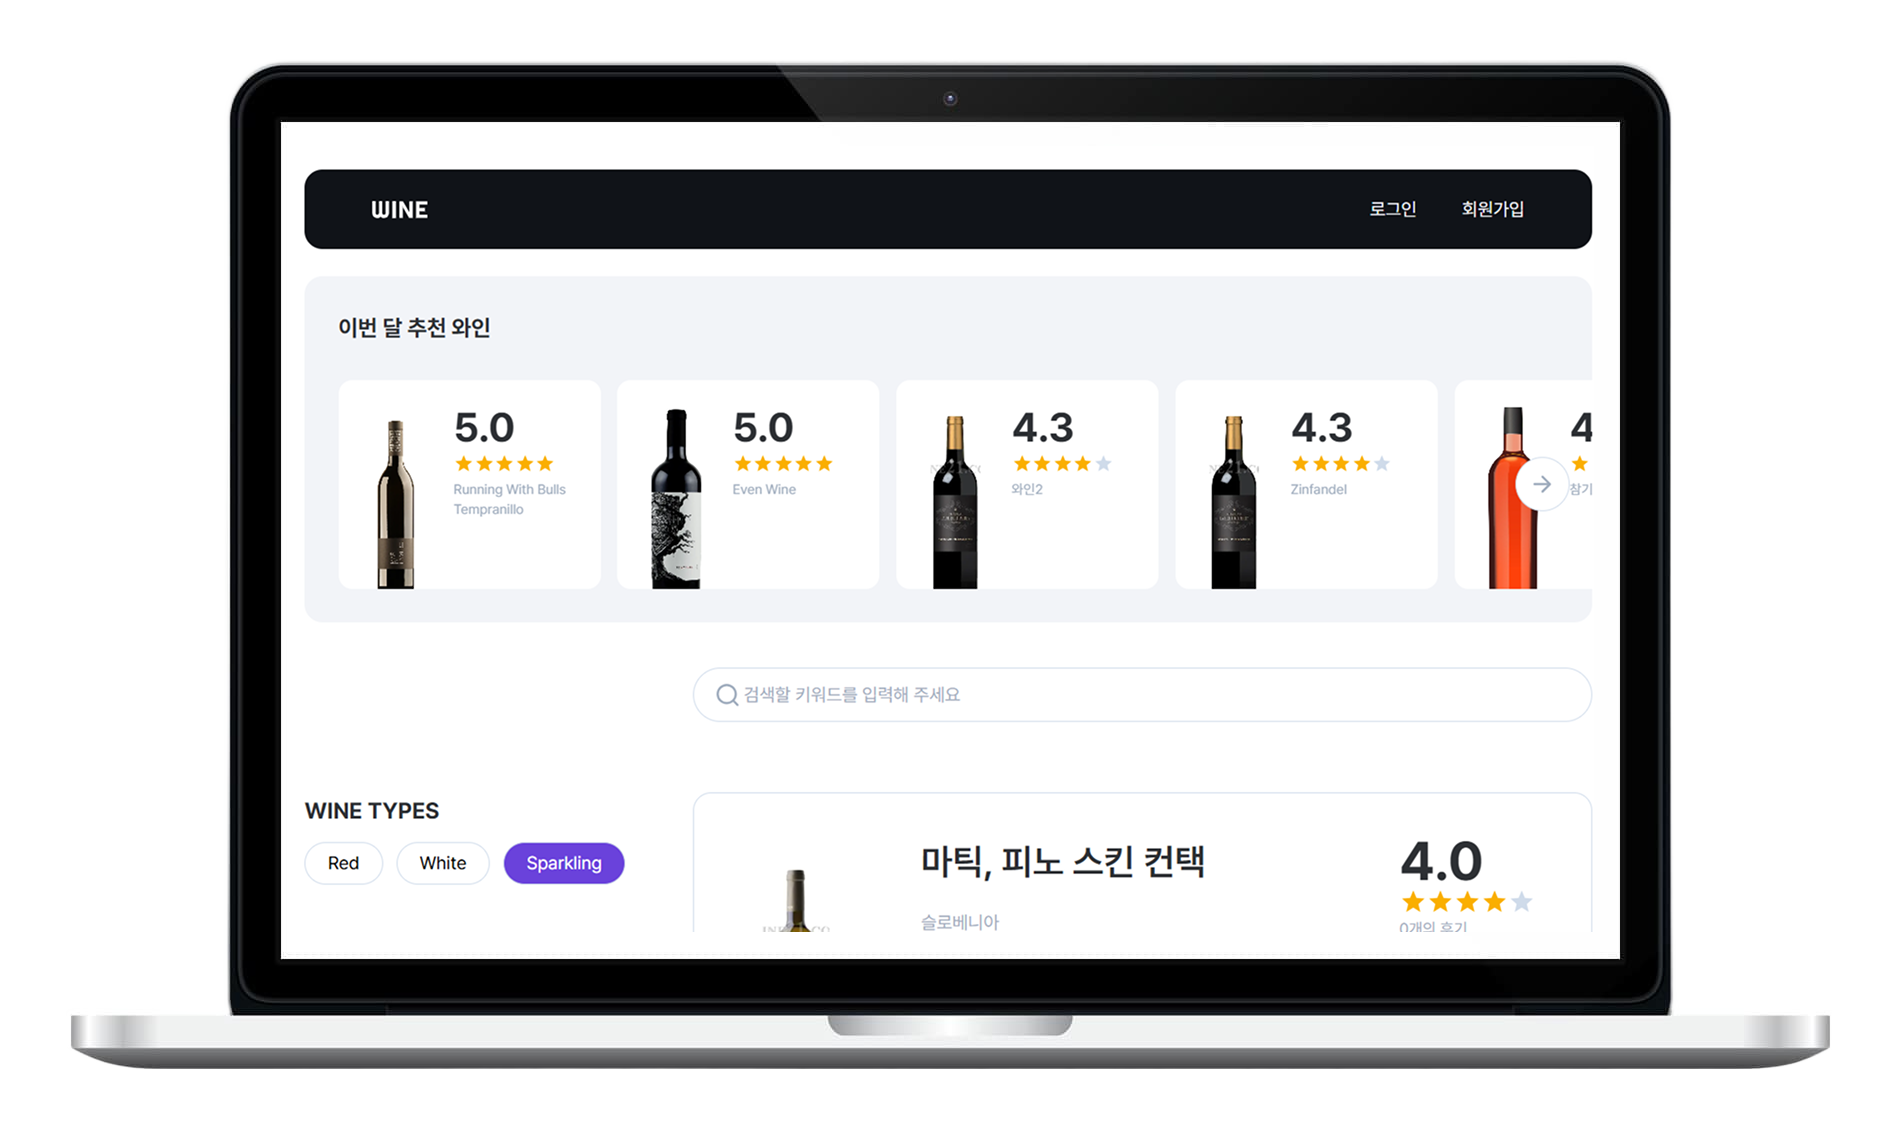 WINE
로그인
회원가입
이번 달 추천 와인
5.0
Running With Bulls
Tempranillo
5.0
Even Wine
4.3
와인2
4.3
Zinfandel
4
참기
검색할 키워드를 입력해 주세요
WINE TYPES
Red
White
Sparkling
마틱, 피노 스킨 컨택
4.0
슬로베니아
0개의 후기